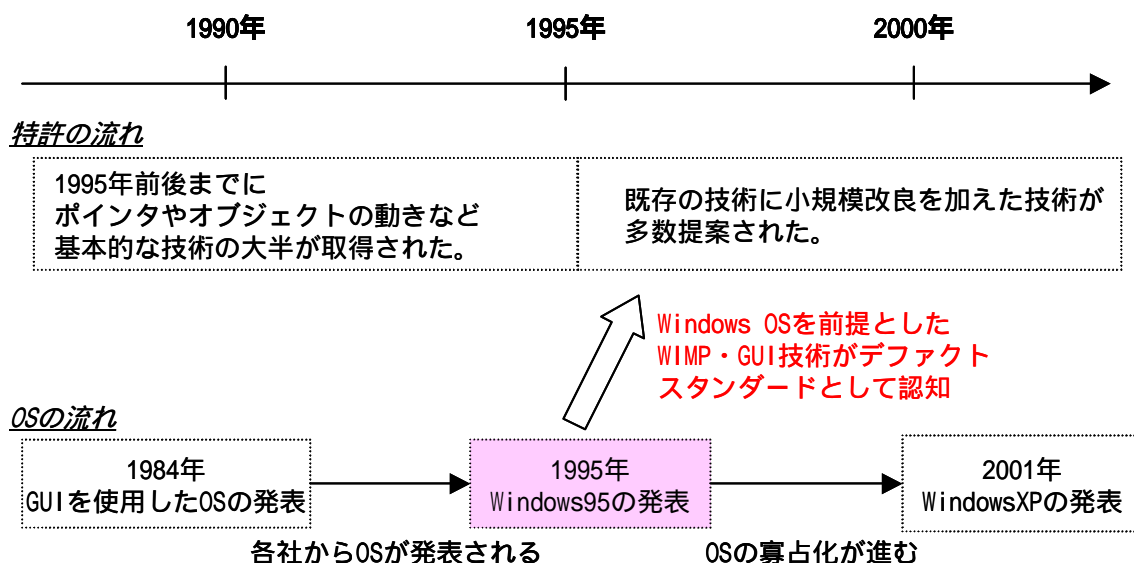 1990年 1995年 2000年
特許の流れ
1995年前後までに
ポインタやオブジェクトの動きなど
基本的な技術の大半が取得された。
既存の技術に小規模改良を加えた技術が
多数提案された。
Windows OSを前提とした
WIMP・GUI技術がデファクト
スタンダードとして認知
OSの流れ
1984年
GUIを使用したOSの発表
1995年
Windows95の発表
2001年
WindowsXPの発表
各社からOSが発表される
OSの寡占化が進む